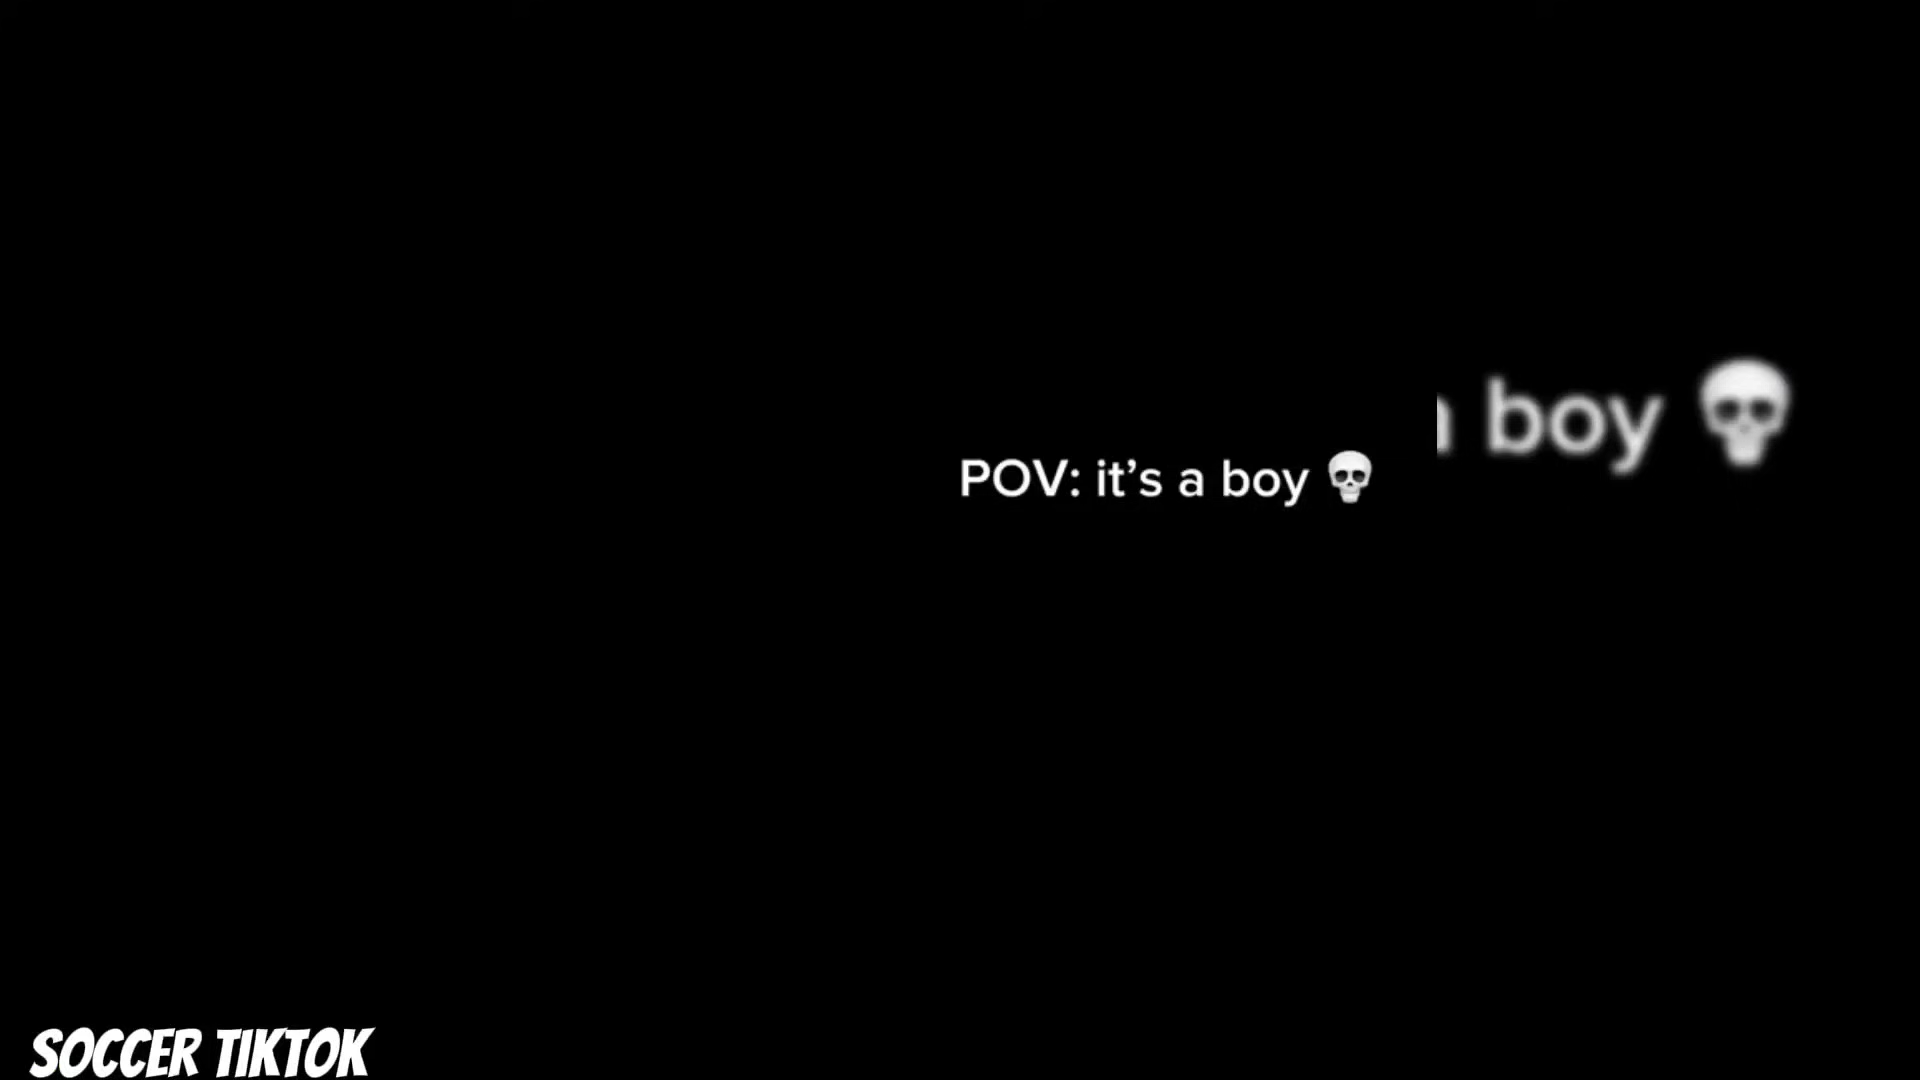 POV: it’s a boy 💀
boy 💀
SOCCER TIKTOK